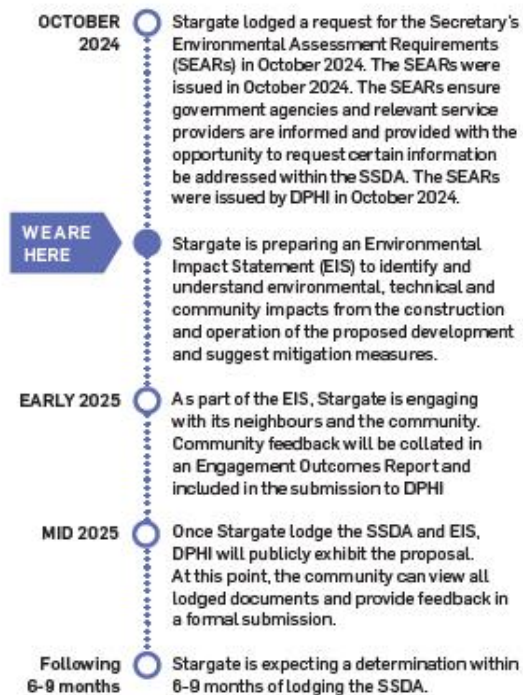 OCTOBER
2024
Stargate lodged a request for the Secretary's
Environmental Assessment Requirements
(SEARs) in October 2024. The SEARs were
issued in October 2024. The SEARs ensure
government agencies and relevant service
providers are informed and provided with the
opportunity to request certain information
be addressed within the SSDA. The SEARs
were issued by DPHI in October 2024.
WE ARE
HERE
Stargate is preparing an Environmental
Impact Statement (EIS) to identify and
understand environmental, technical and
community impacts from the construction
and operation of the proposed development
and suggest mitigation measures.
EARLY 2025
As part of the EIS, Stargate is engaging
with its neighbours and the community.
Community feedback will be collated in
an Engagement Outcomes Report and
included in the submission to DPHI
MID 2025
Once Stargate lodge the SSDA and EIS,
DPHI will publicly exhibit the proposal.
At this point, the community can view all
lodged documents and provide feedback in
a formal submission.
Following
6-9 months
Stargate is expecting a determination within
6-9 months of lodging the SSDA.